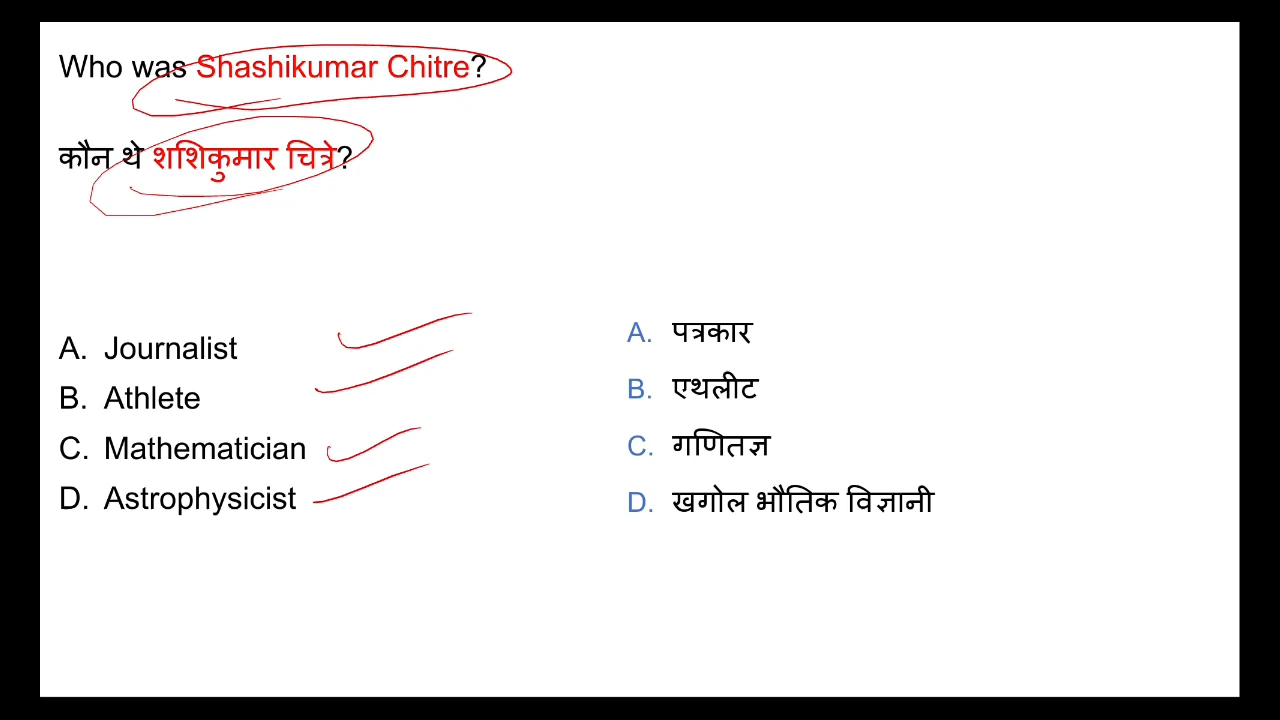 Who was Shashikumar Chitre?
कौन थे शशिकुमार चित्रे?
A. Journalist
B. Athlete
C. Mathematician
D. Astrophysicist
A. पत्रकार
B. एथलीट
C. गणितज्ञ
D. खगोल भौतिक विज्ञानी